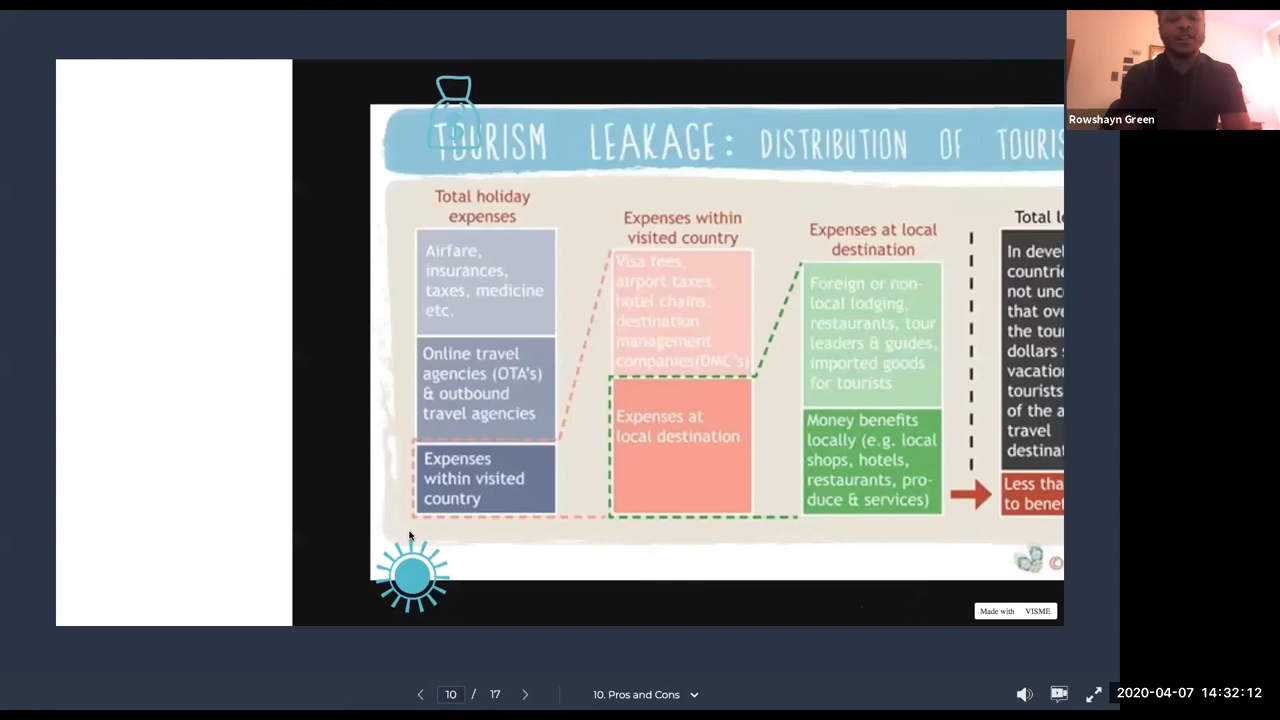 Rowshayn Green
TOURISM LEAKAGE: DISTRIBUTION OF TOURIS
Total holiday
expenses
Airfare,
insurances,
taxes, medicine
etc.
Online travel
agencies (OTA's)
& outbound
travel agencies
Expenses
within visited
country
Expenses within
visited country
Visa fees,
airport taxes,
hotel chains,
destination
management
companies(DMC's)
Expenses at
local destination
Expenses at local
destination
Foreign or non-
local lodging,
restaurants, tour
leaders & guides,
imported goods
for tourists
Money benefits
locally (e.g. local
shops, hotels,
restaurants, pro-
duce & services)
Total l
In devel
countri
not unc
that ove
the tou
dollars
vacation
tourists
of the a
travel
destinat
Less tha
to benef
©
Made with VISME
10 / 17 10. Pros and Cons
2020-04-07 14:32:12